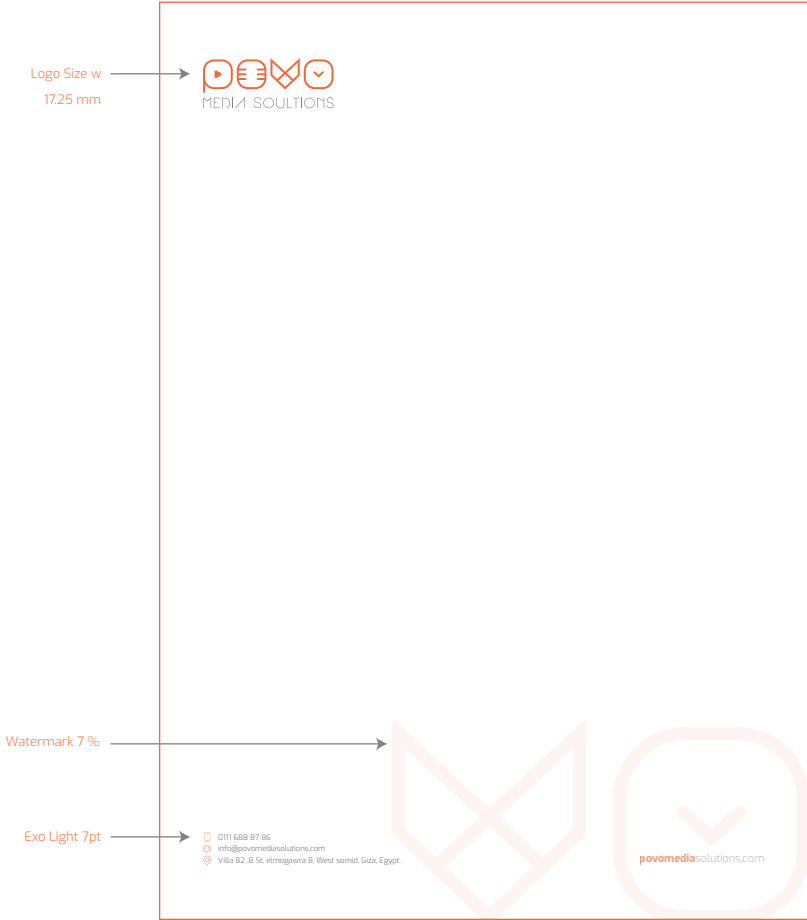 Logo Size w
17.25 mm
povo
MEDIA SOULTIONS
Watermark 7 %
Exo Light 7pt
0111 688 87 86
info@povomediasolutions.com
Villa 82 ,8 St, elmogawra 8, West somid, Giza, Egypt.
povomediasolutions.com